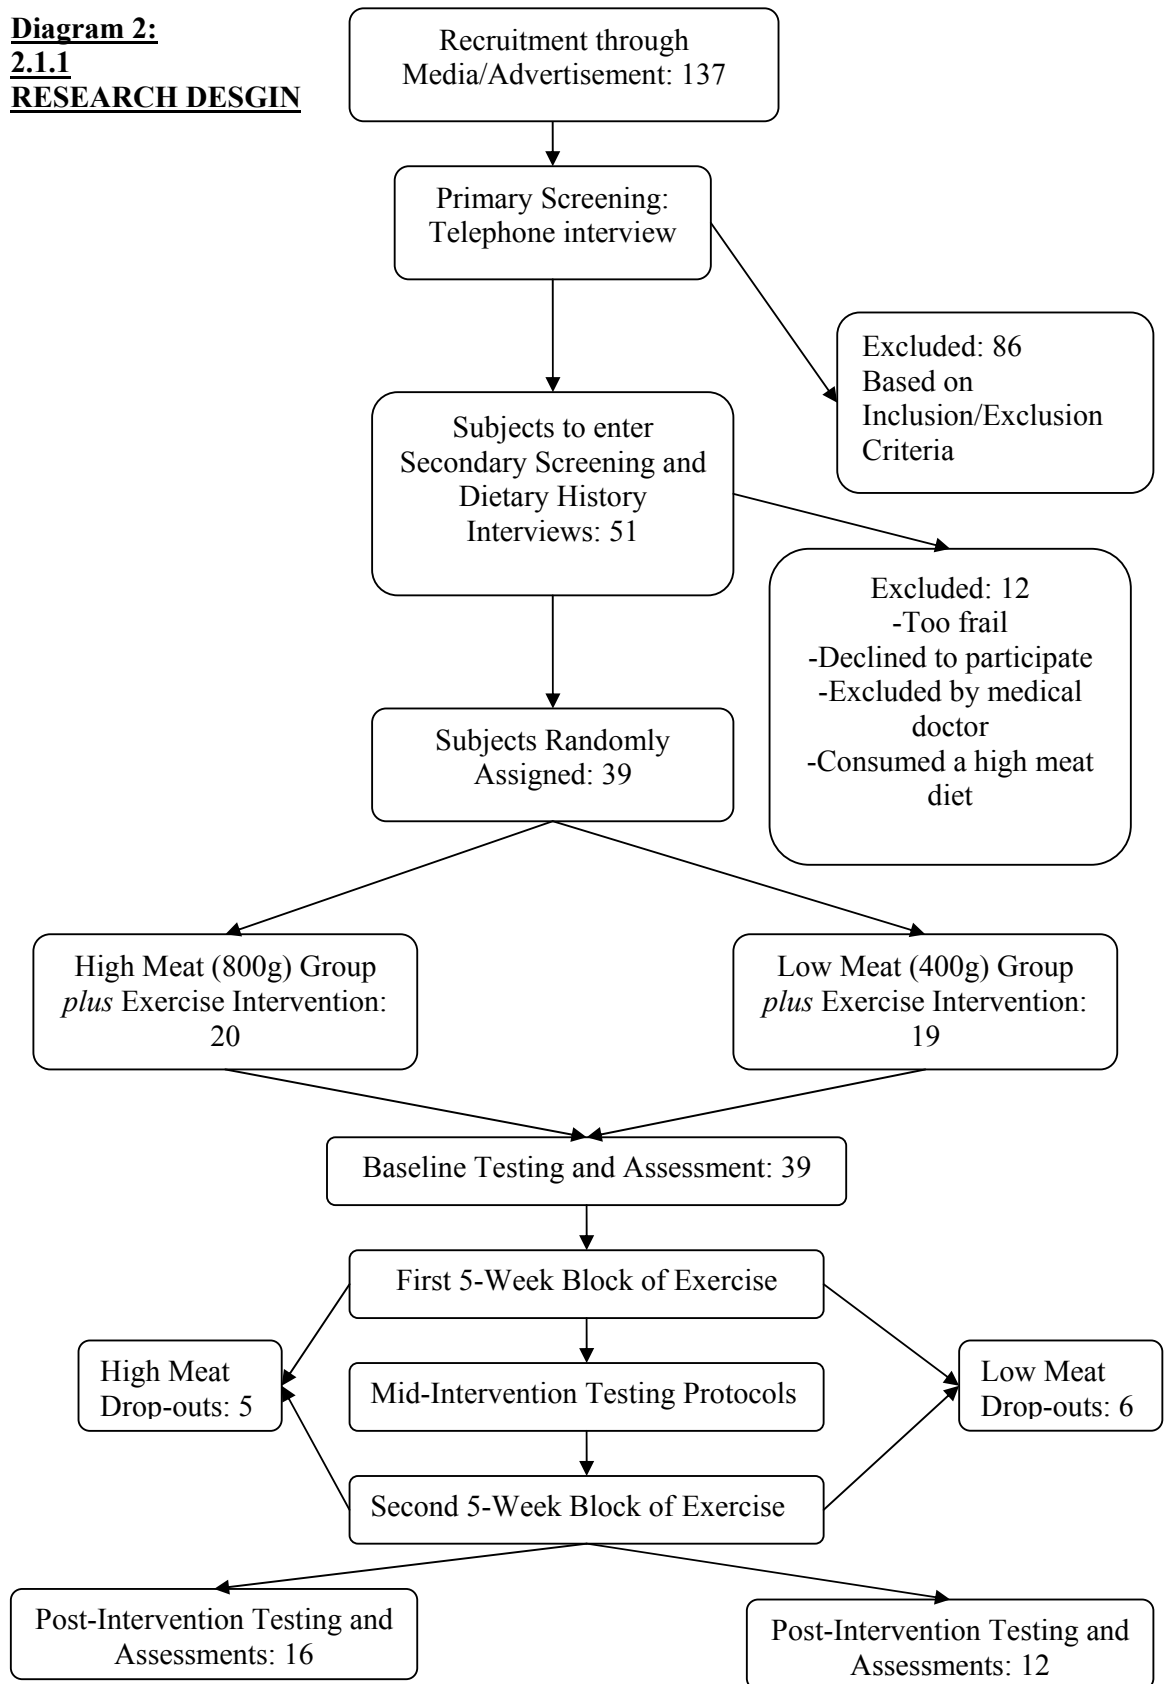 Diagram 2:
2.1.1
RESEARCH DESGIN
Recruitment through
Media/Advertisement: 137
Primary Screening:
Telephone interview
Excluded: 86
Based on
Inclusion/Exclusion
Criteria
Subjects to enter
Secondary Screening and
Dietary History
Interviews: 51
Excluded: 12
-Too frail
-Declined to participate
-Excluded by medical
doctor
-Consumed a high meat
diet
Subjects Randomly
Assigned: 39
High Meat (800g) Group
plus Exercise Intervention:
20
Low Meat (400g) Group
plus Exercise Intervention:
19
Baseline Testing and Assessment: 39
First 5-Week Block of Exercise
High Meat
Drop-outs: 5
Mid-Intervention Testing Protocols
Low Meat
Drop-outs: 6
Second 5-Week Block of Exercise
Post-Intervention Testing and
Assessments: 16
Post-Intervention Testing and
Assessments: 12